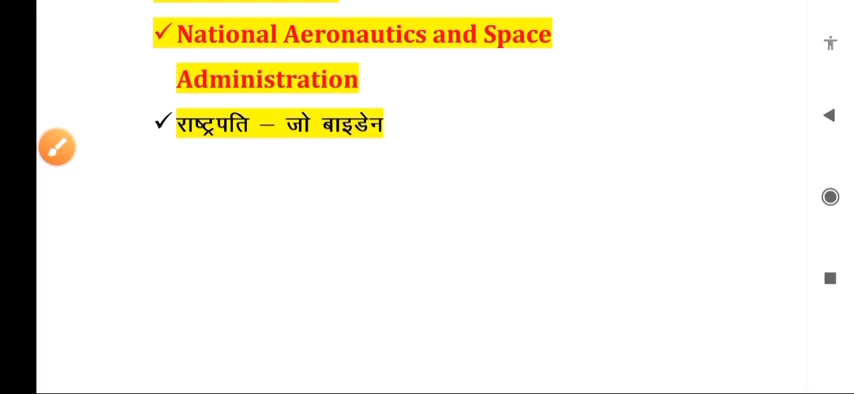 ✓ National Aeronautics and Space
Administration
✓ राष्ट्रपति – जो बाइडेन